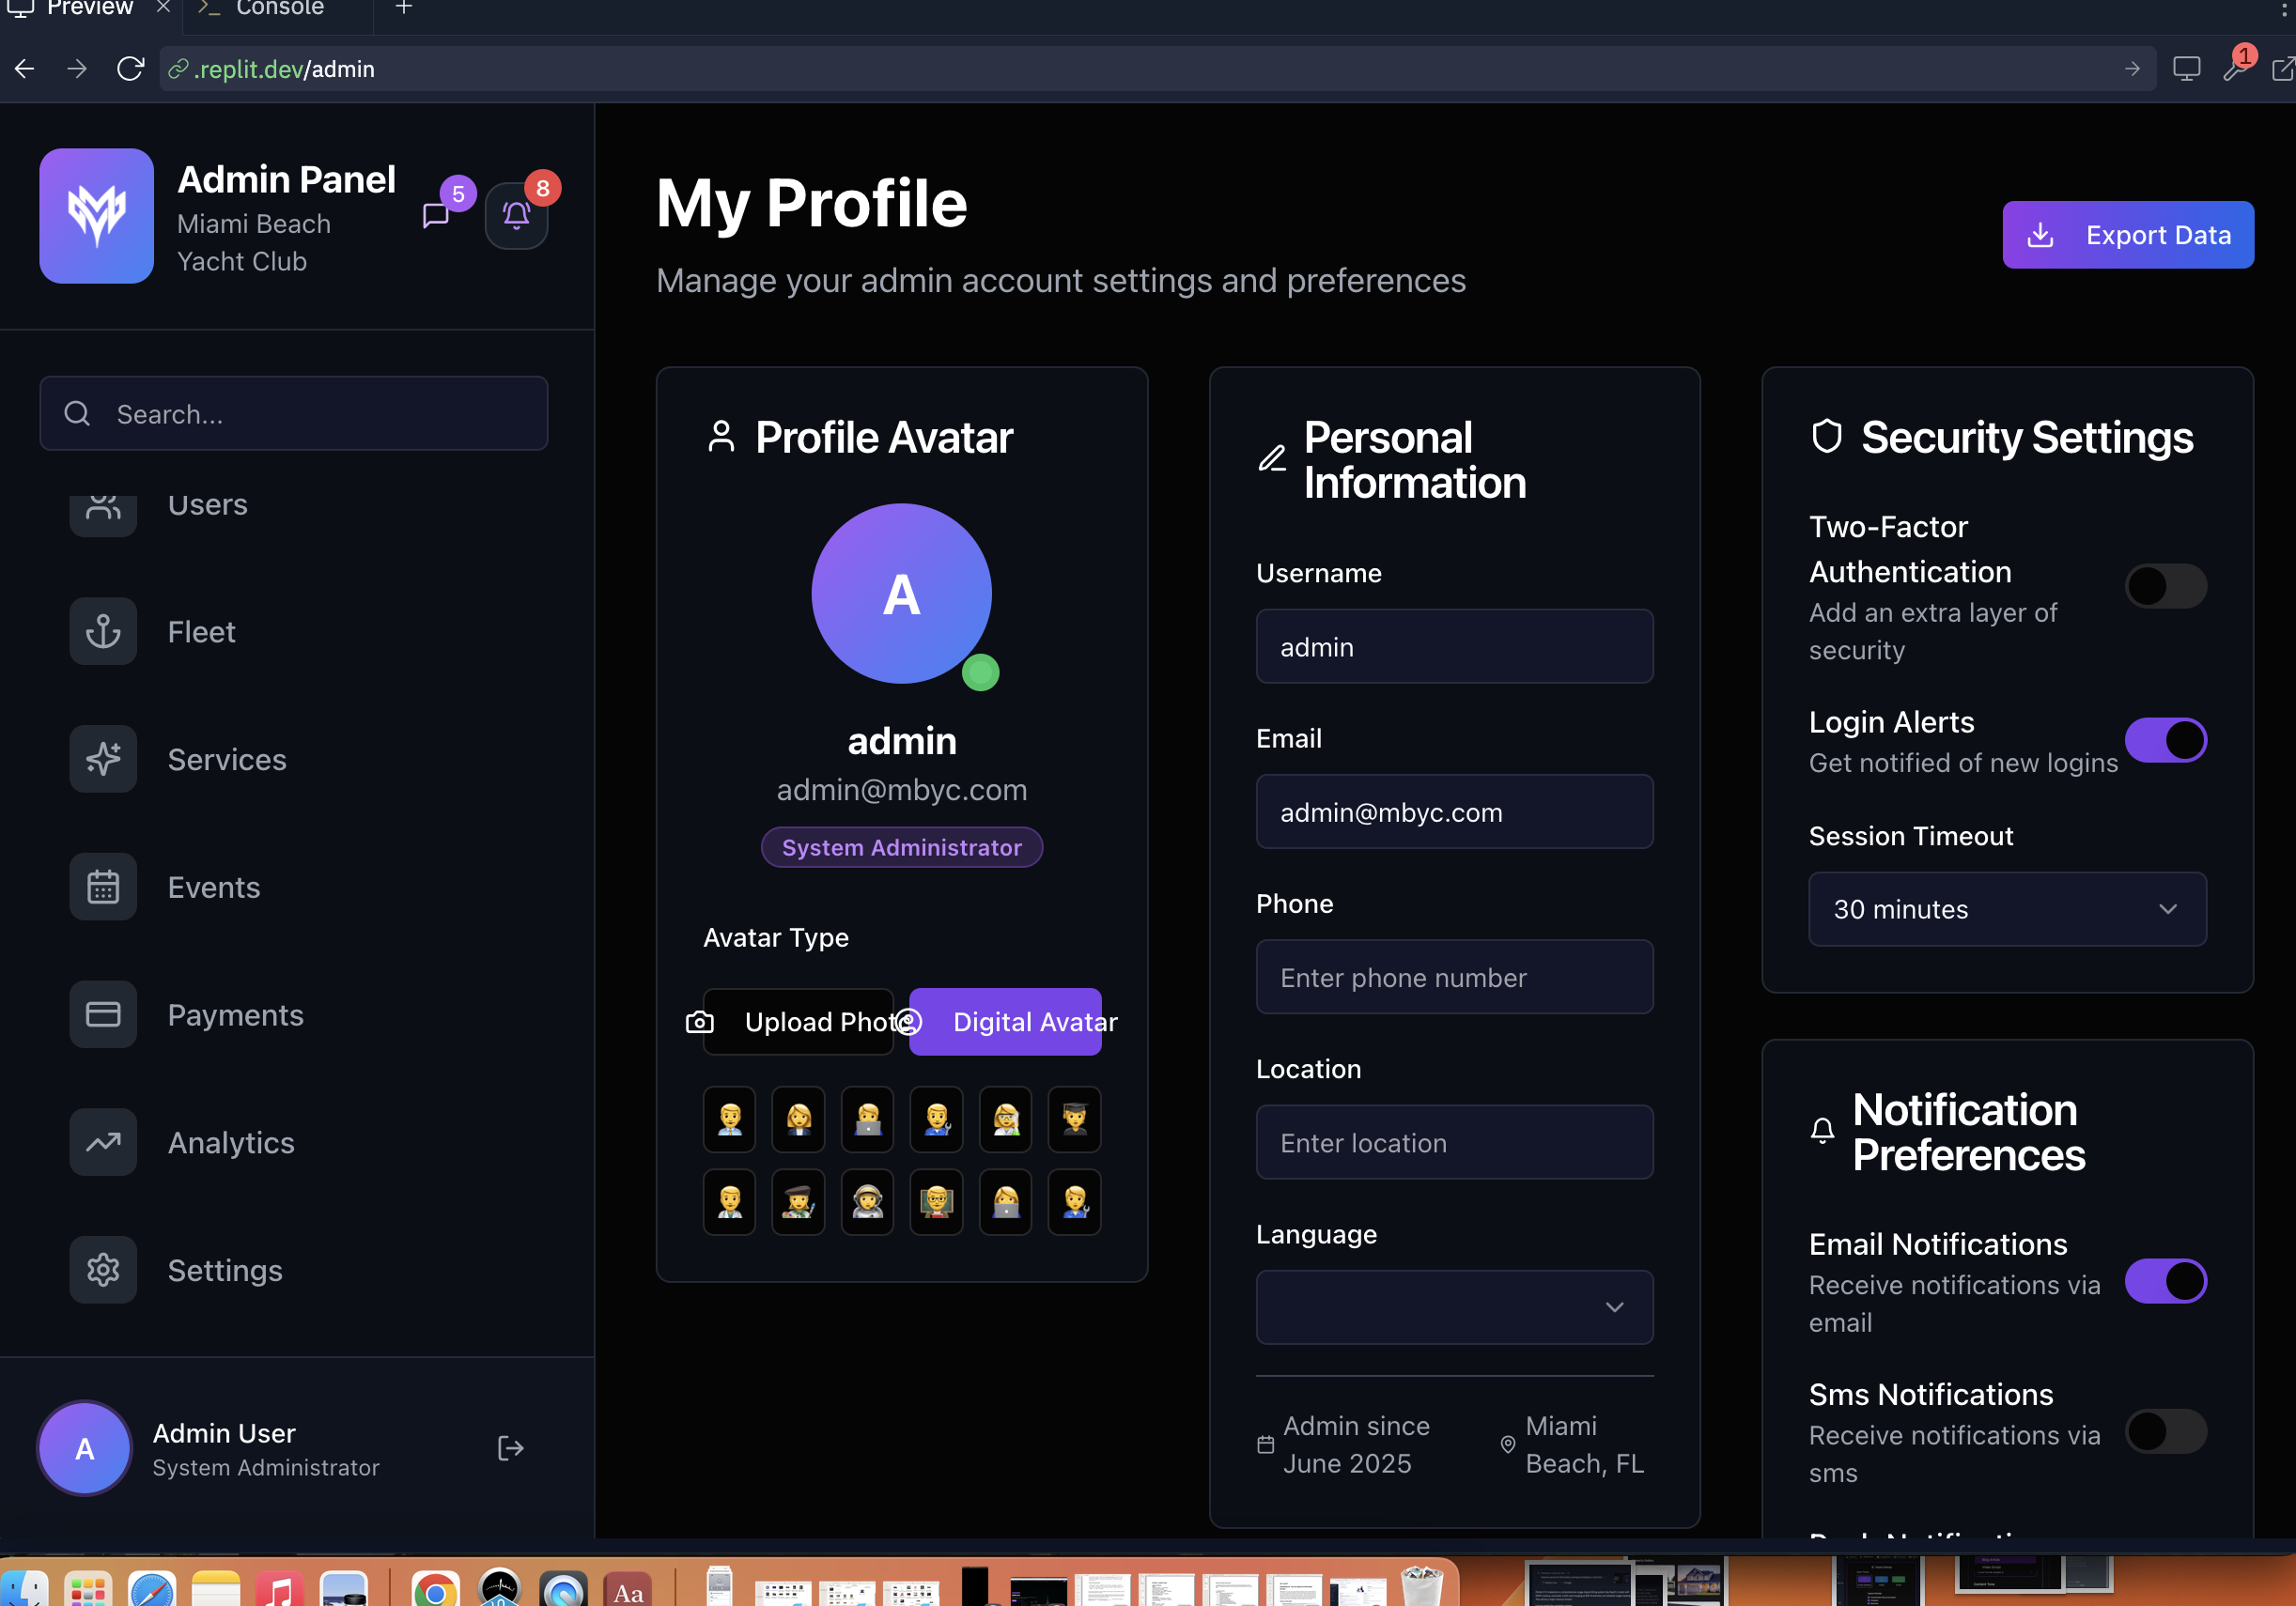 Preview
Console
.replit.dev/admin
1
Admin Panel
Miami Beach
Yacht Club
5
8
Search...
Users
Fleet
Services
Events
Payments
Analytics
Settings
A
Admin User
System Administrator
My Profile
Manage your admin account settings and preferences
Export Data
Profile Avatar
A
admin
admin@mbyc.com
System Administrator
Avatar Type
Upload Photo
Digital Avatar
Personal
Information
Username
admin
Email
admin@mbyc.com
Phone
Enter phone number
Location
Enter location
Language
Admin since
June 2025
Miami
Beach, FL
Security Settings
Two-Factor
Authentication
Add an extra layer of
security
Login Alerts
Get notified of new logins
Session Timeout
30 minutes
Notification
Preferences
Email Notifications
Receive notifications via
email
Sms Notifications
Receive notifications via
sms
Aa